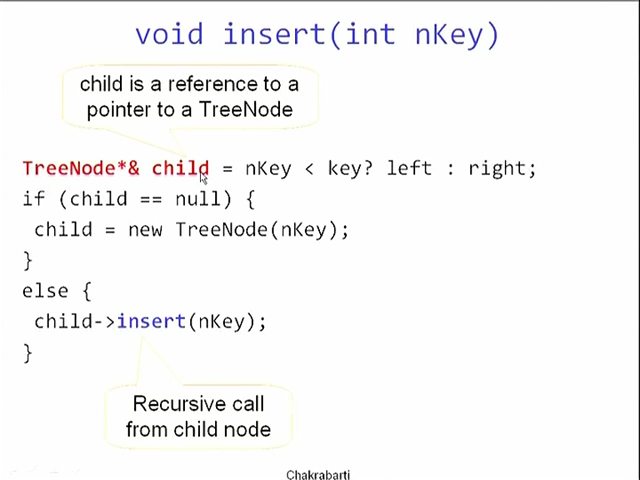 void insert(int nKey)
child is a reference to a
pointer to a TreeNode
TreeNode*& child = nKey < key? left : right;
if (child == null) {
child = new TreeNode(nKey);
}
else {
child->insert(nKey);
}
Recursive call
from child node
Chakrabarti